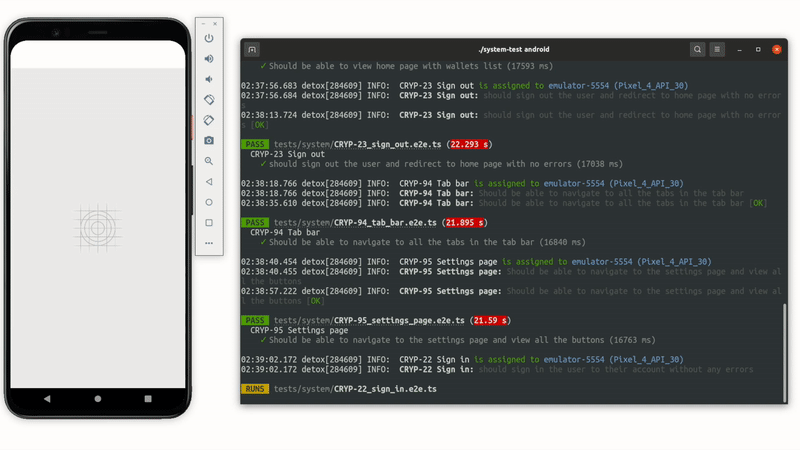 ./system-test android
✓ Should be able to view home page with wallets list (17593 ms)
02:37:56.683 detox[284609] INFO:  CRYP-23 Sign out is assigned to emulator-5554 (Pixel_4_API_30)
02:37:56.684 detox[284609] INFO:  CRYP-23 Sign out: should sign out the user and redirect to home page with no error
s
02:38:13.724 detox[284609] INFO:  CRYP-23 Sign out: should sign out the user and redirect to home page with no error
s [OK]
PASS tests/system/CRYP-23_sign_out.e2e.ts (22.293 s)
CRYP-23 Sign out
✓ should sign out the user and redirect to home page with no errors (17038 ms)
02:38:18.766 detox[284609] INFO:  CRYP-94 Tab bar is assigned to emulator-5554 (Pixel_4_API_30)
02:38:18.766 detox[284609] INFO:  CRYP-94 Tab bar: Should be able to navigate to all the tabs in the tab bar
02:38:35.610 detox[284609] INFO:  CRYP-94 Tab bar: Should be able to navigate to all the tabs in the tab bar [OK]
PASS tests/system/CRYP-94_tab_bar.e2e.ts (21.895 s)
CRYP-94 Tab bar
✓ Should be able to navigate to all the tabs in the tab bar (16840 ms)
02:38:40.454 detox[284609] INFO:  CRYP-95 Settings page is assigned to emulator-5554 (Pixel_4_API_30)
02:38:40.455 detox[284609] INFO:  CRYP-95 Settings page: Should be able to navigate to the settings page and view al
l the buttons
02:38:57.222 detox[284609] INFO:  CRYP-95 Settings page: Should be able to navigate to the settings page and view al
l the buttons [OK]
PASS tests/system/CRYP-95_settings_page.e2e.ts (21.59 s)
CRYP-95 Settings page
✓ Should be able to navigate to the settings page and view all the buttons (16763 ms)
02:39:02.172 detox[284609] INFO:  CRYP-22 Sign in is assigned to emulator-5554 (Pixel_4_API_30)
02:39:02.172 detox[284609] INFO:  CRYP-22 Sign in: should sign in the user to their account without any errors
RUNS tests/system/CRYP-22_sign_in.e2e.ts